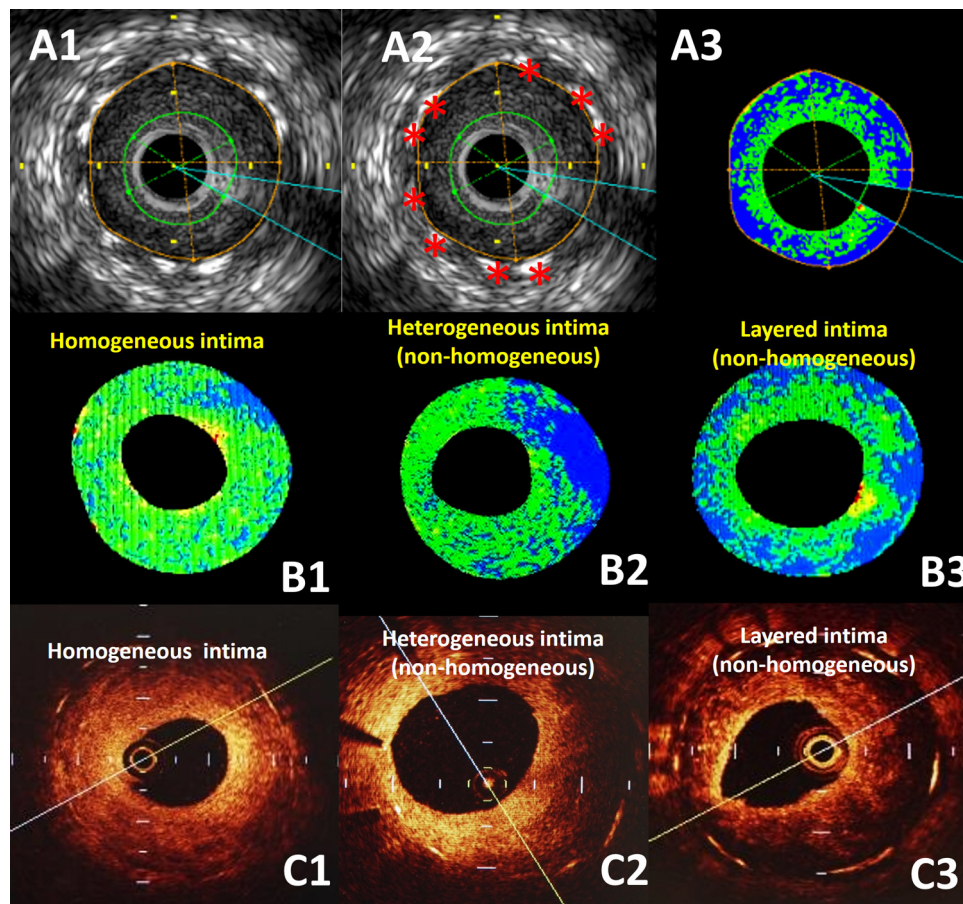 A1
A2
A3
Homogeneous intima
Heterogeneous intima
(non-homogeneous)
Layered intima
(non-homogeneous)
B1
B2
B3
Homogeneous intima
Heterogeneous intima
(non-homogeneous)
Layered intima
(non-homogeneous)
C1
C2
C3